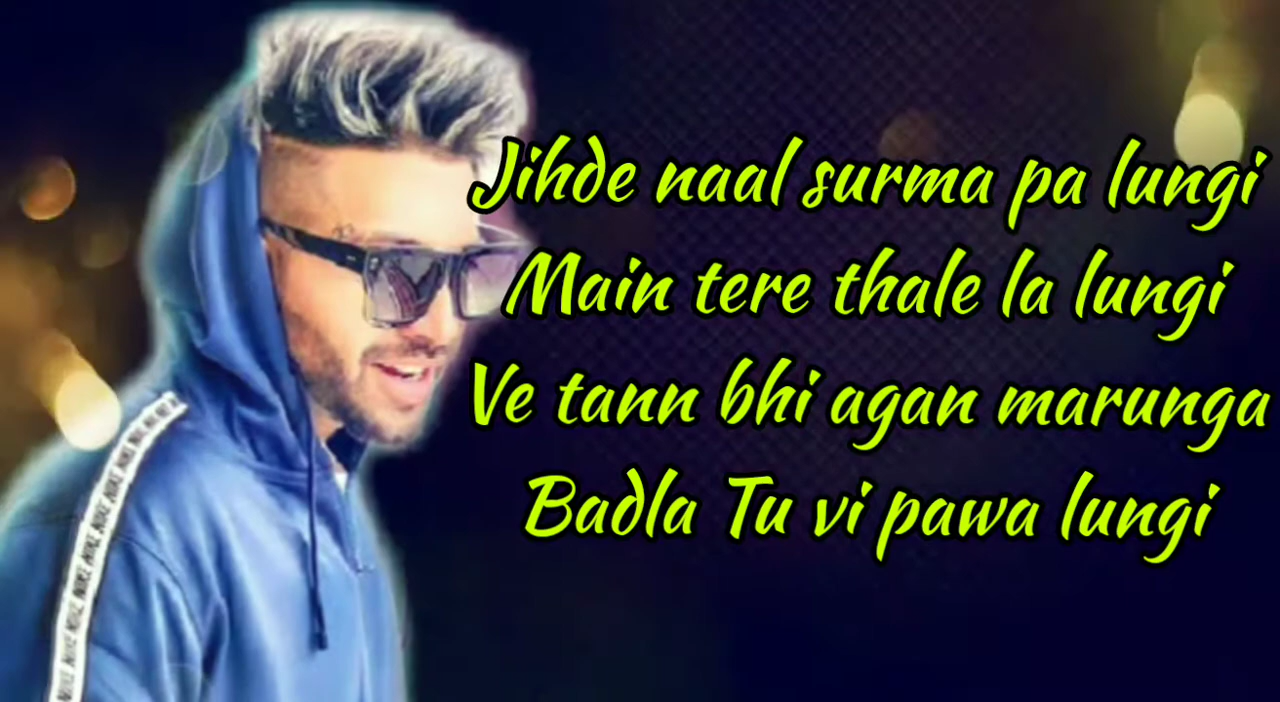 Jihde naal surma pa lungi
Main tere thale la lungi
Ve tann bhi agan marunga
Badla Tu vi pawa lungi